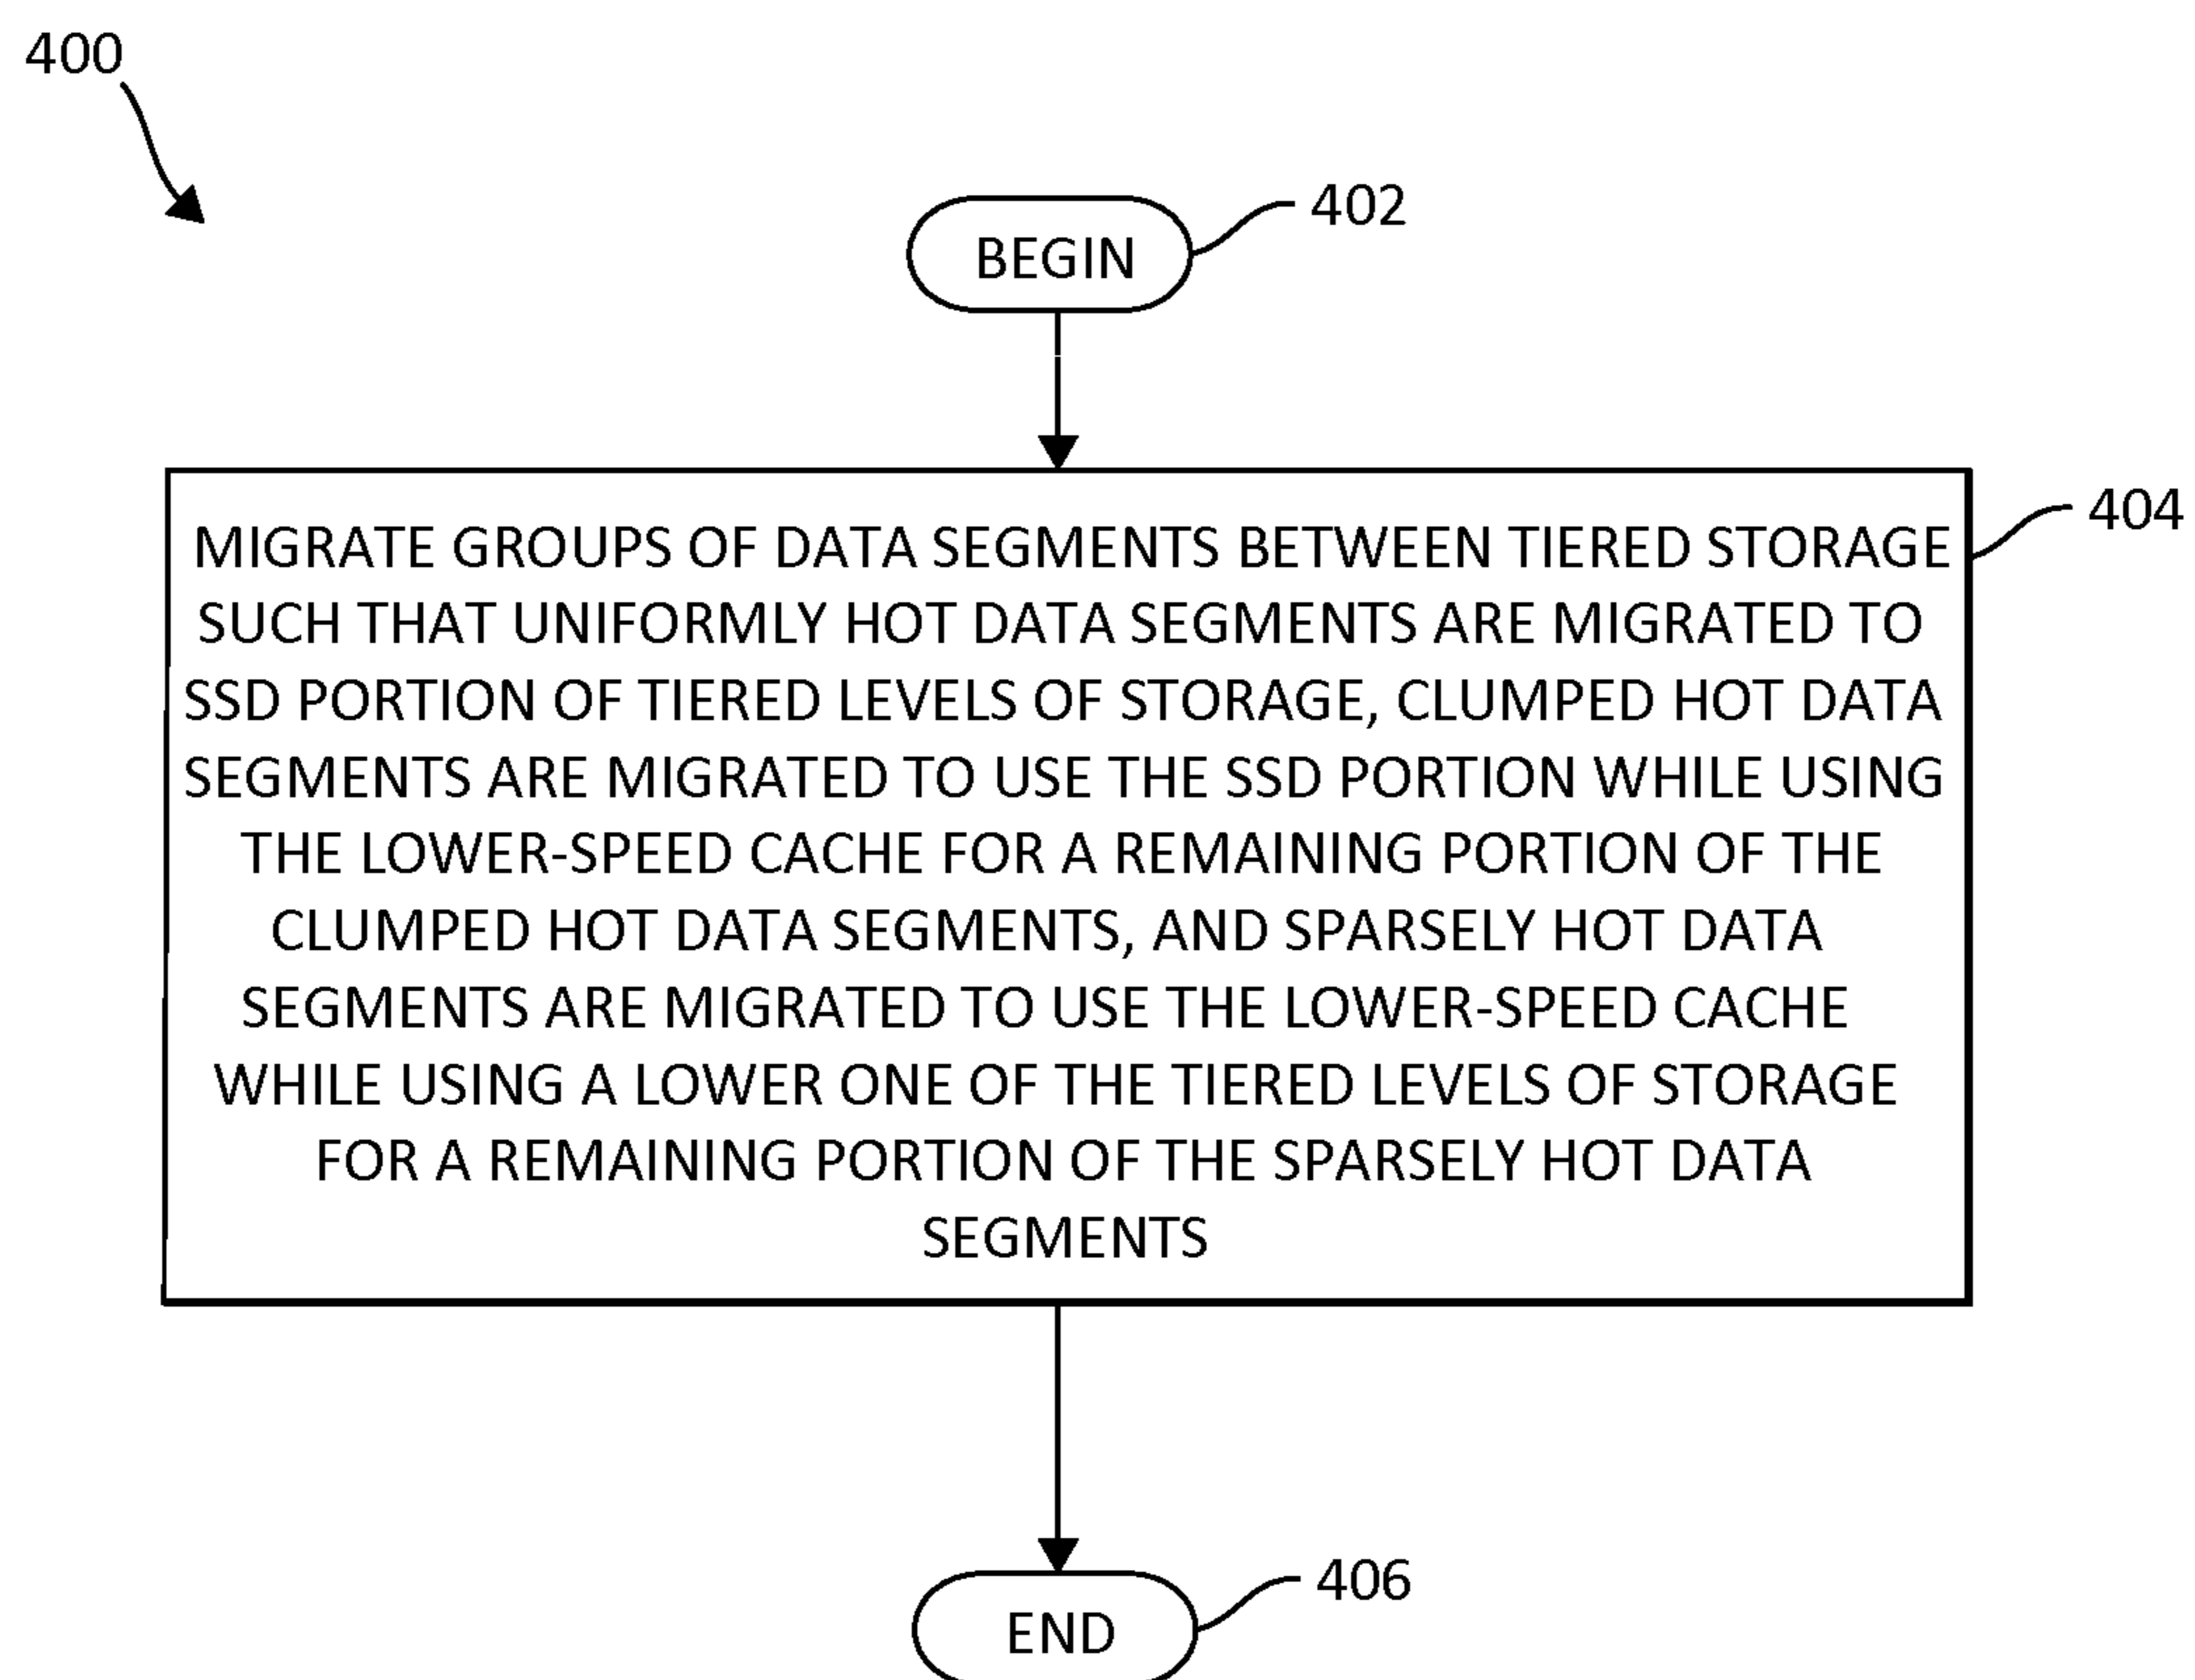 400
402
BEGIN
404
MIGRATE GROUPS OF DATA SEGMENTS BETWEEN TIERED STORAGE
SUCH THAT UNIFORMLY HOT DATA SEGMENTS ARE MIGRATED TO
SSD PORTION OF TIERED LEVELS OF STORAGE, CLUMPED HOT DATA
SEGMENTS ARE MIGRATED TO USE THE SSD PORTION WHILE USING
THE LOWER-SPEED CACHE FOR A REMAINING PORTION OF THE
CLUMPED HOT DATA SEGMENTS, AND SPARSELY HOT DATA
SEGMENTS ARE MIGRATED TO USE THE LOWER-SPEED CACHE
WHILE USING A LOWER ONE OF THE TIERED LEVELS OF STORAGE
FOR A REMAINING PORTION OF THE SPARSELY HOT DATA
SEGMENTS
406
END